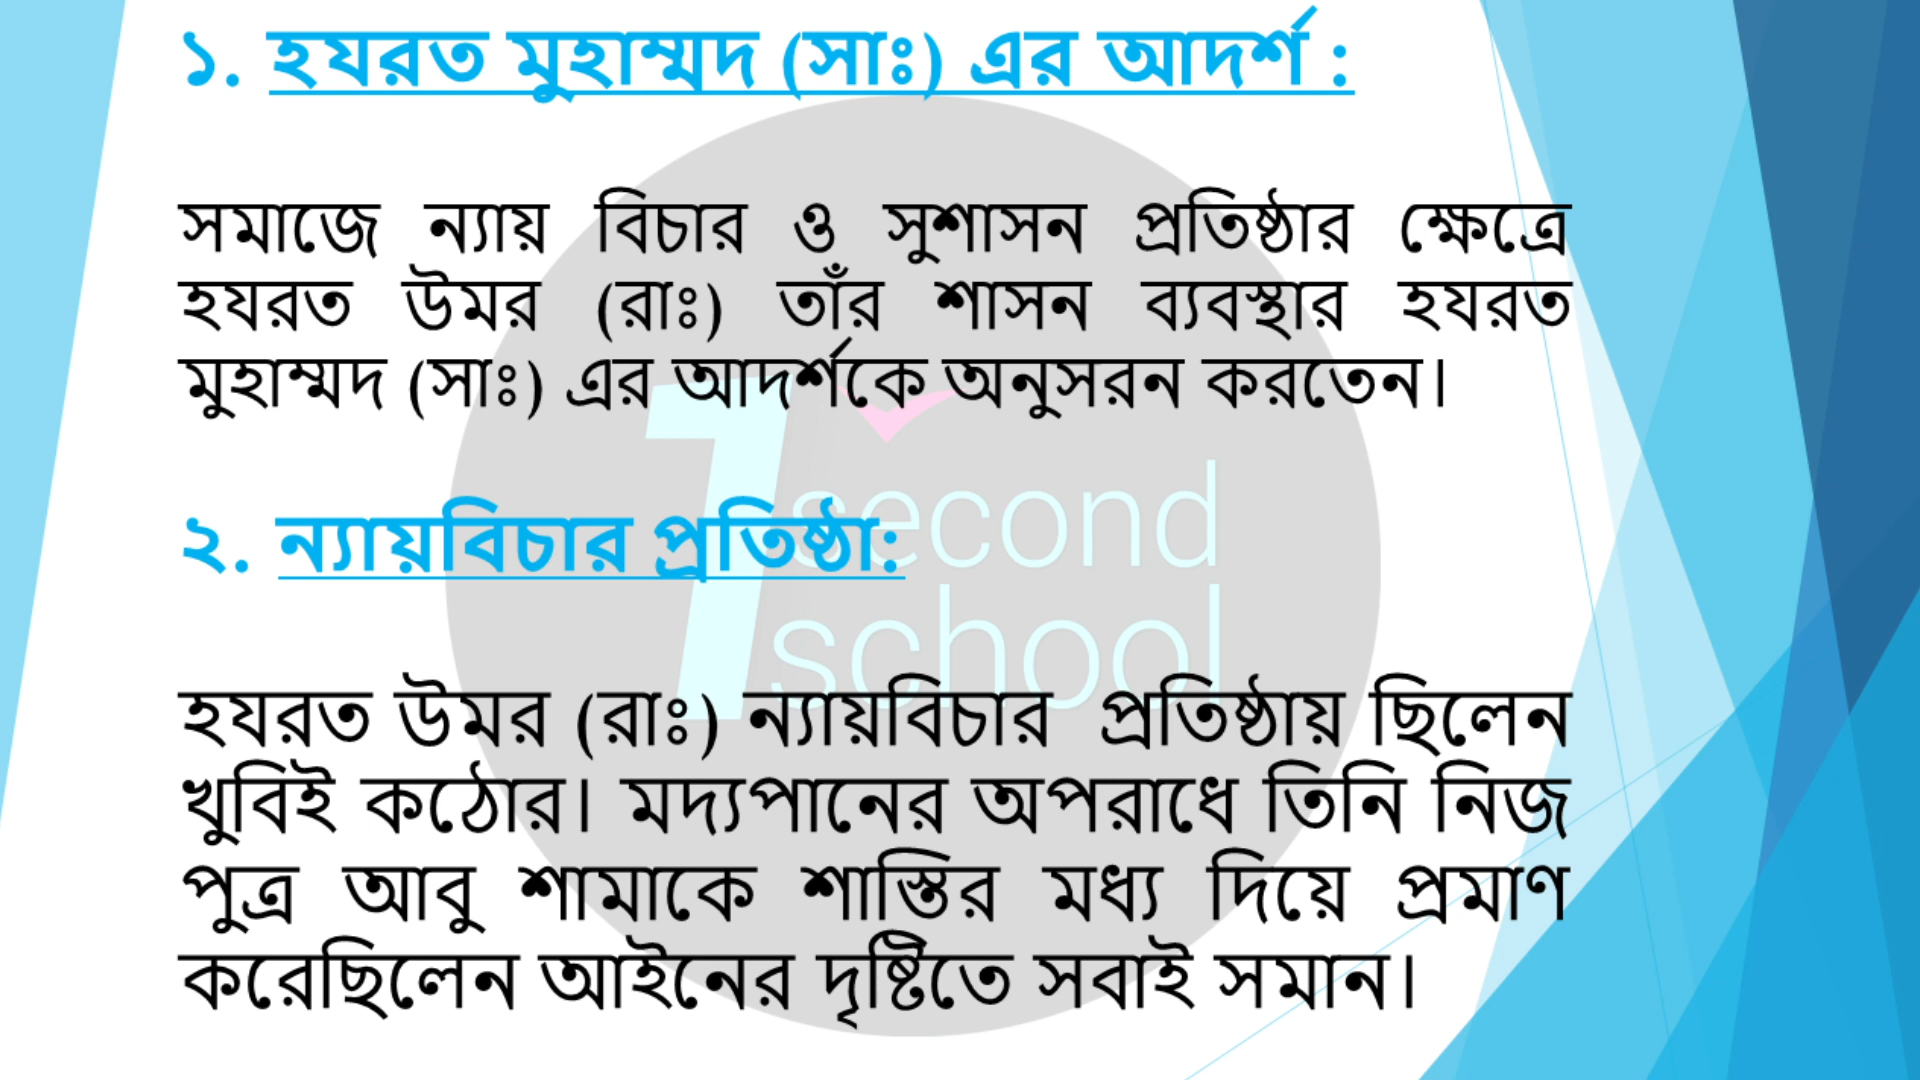 ১. হযরত মুহাম্মদ (সাঃ) এর আদর্শ :
সমাজে ন্যায় বিচার ও সুশাসন প্রতিষ্ঠার ক্ষেত্রে
হযরত উমর (রাঃ) তাঁর শাসন ব্যবস্থার হযরত
মুহাম্মদ (সাঃ) এর আদর্শকে অনুসরন করতেন।
1 second
school
২. ন্যায়বিচার প্রতিষ্ঠা:
হযরত উমর (রাঃ) ন্যায়বিচার প্রতিষ্ঠায় ছিলেন
খুবিই কঠোর। মদ্যপানের অপরাধে তিনি নিজ
পুত্র আবু শামাকে শাস্তির মধ্য দিয়ে প্রমাণ
করেছিলেন আইনের দৃষ্টিতে সবাই সমান।